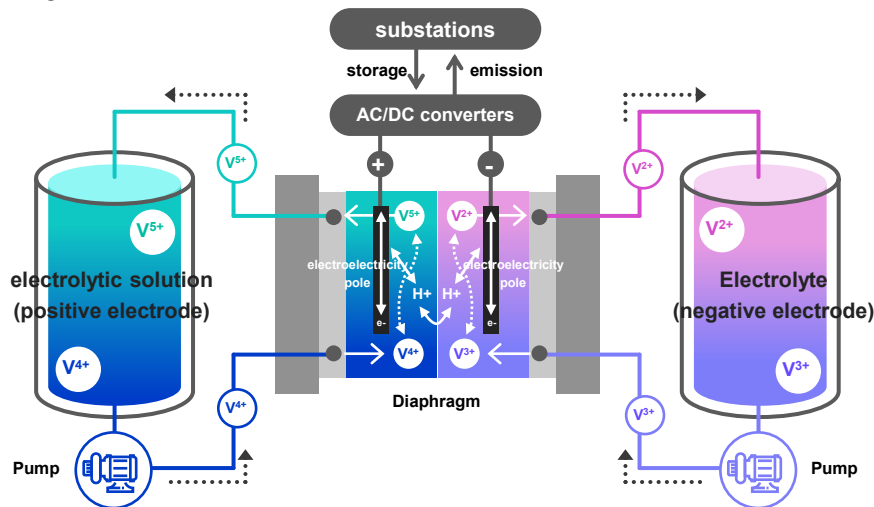 substations
storage
emission
AC/DC converters
+
-
V5+
V2+
V5+
V5+
V2+
V2+
electrolytic solution
(positive electrode)
electroelectricity
pole
electroelectricity
pole
Electrolyte
(negative electrode)
H+
H+
e-
e-
V4+
V4+
V3+
V3+
Diaphragm
V4+
V3+
Pump
Pump